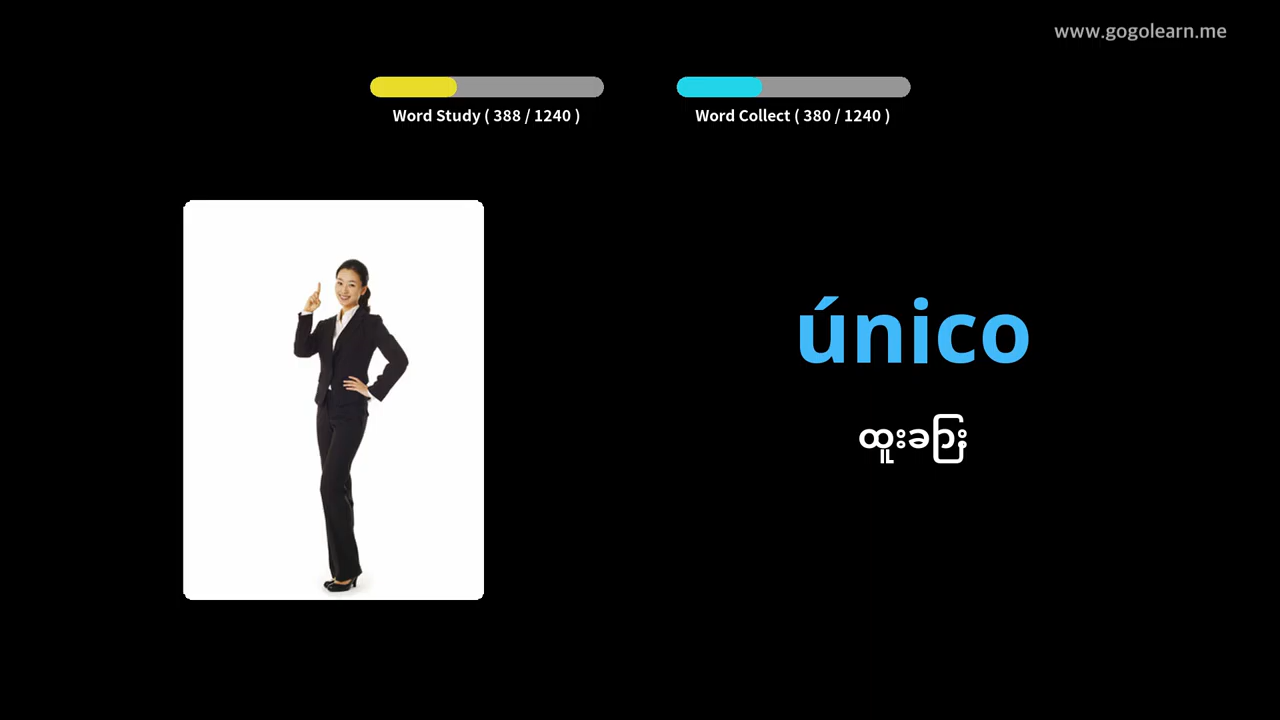 www.gogolearn.me
Word Study ( 388 / 1240 )
Word Collect ( 380 / 1240 )
único
ထူးခြား